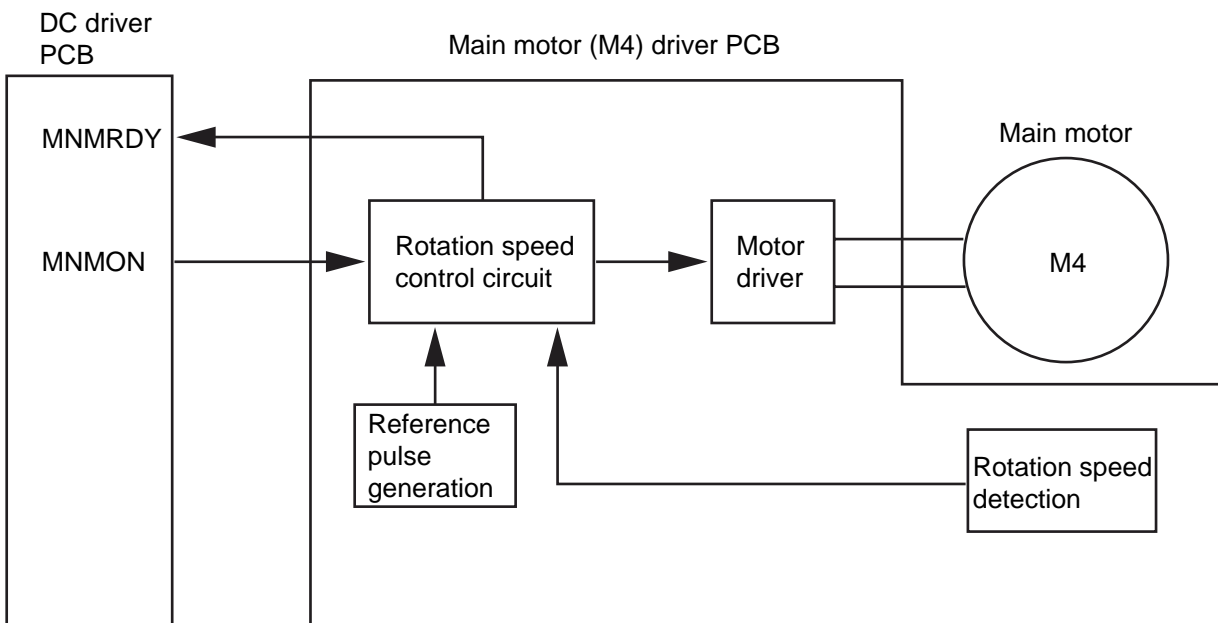 DC driver
PCB
Main motor (M4) driver PCB
MNMRDY
Main motor
MNMON
Rotation speed
control circuit
Motor
driver
M4
Reference
pulse
generation
Rotation speed
detection